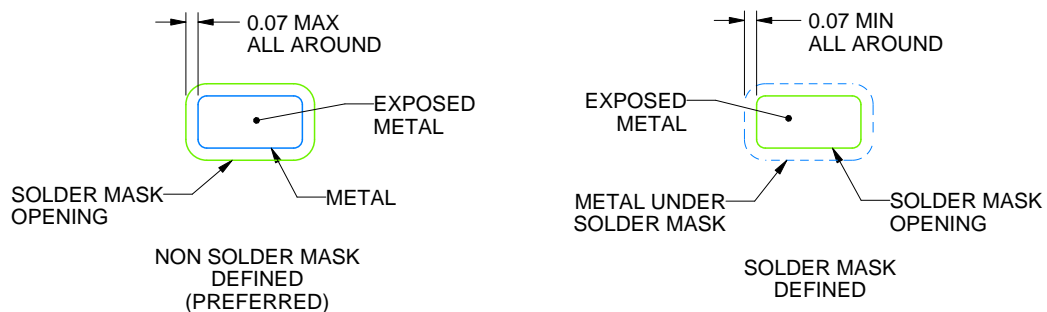 0.07 MAX
ALL AROUND
EXPOSED
METAL
SOLDER MASK
OPENING
METAL
NON SOLDER MASK
DEFINED
(PREFERRED)
0.07 MIN
ALL AROUND
EXPOSED
METAL
METAL UNDER
SOLDER MASK
SOLDER MASK
OPENING
SOLDER MASK
DEFINED